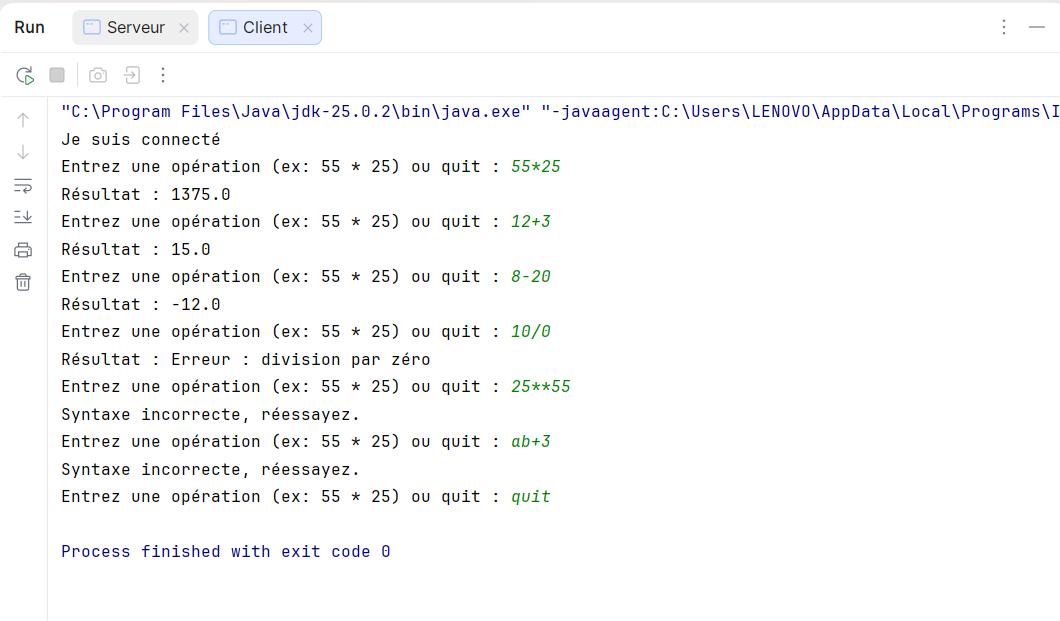 Run Serveur Client
"C:\Program Files\Java\jdk-25.0.2\bin\java.exe" "-javaagent:C:\Users\LENOVO\AppData\Local\Programs\I
Je suis connecté
Entrez une opération (ex: 55 * 25) ou quit : 55*25
Résultat : 1375.0
Entrez une opération (ex: 55 * 25) ou quit : 12+3
Résultat : 15.0
Entrez une opération (ex: 55 * 25) ou quit : 8-20
Résultat : -12.0
Entrez une opération (ex: 55 * 25) ou quit : 10/0
Résultat : Erreur : division par zéro
Entrez une opération (ex: 55 * 25) ou quit : 25**55
Syntaxe incorrecte, réessayez.
Entrez une opération (ex: 55 * 25) ou quit : ab+3
Syntaxe incorrecte, réessayez.
Entrez une opération (ex: 55 * 25) ou quit : quit
Process finished with exit code 0